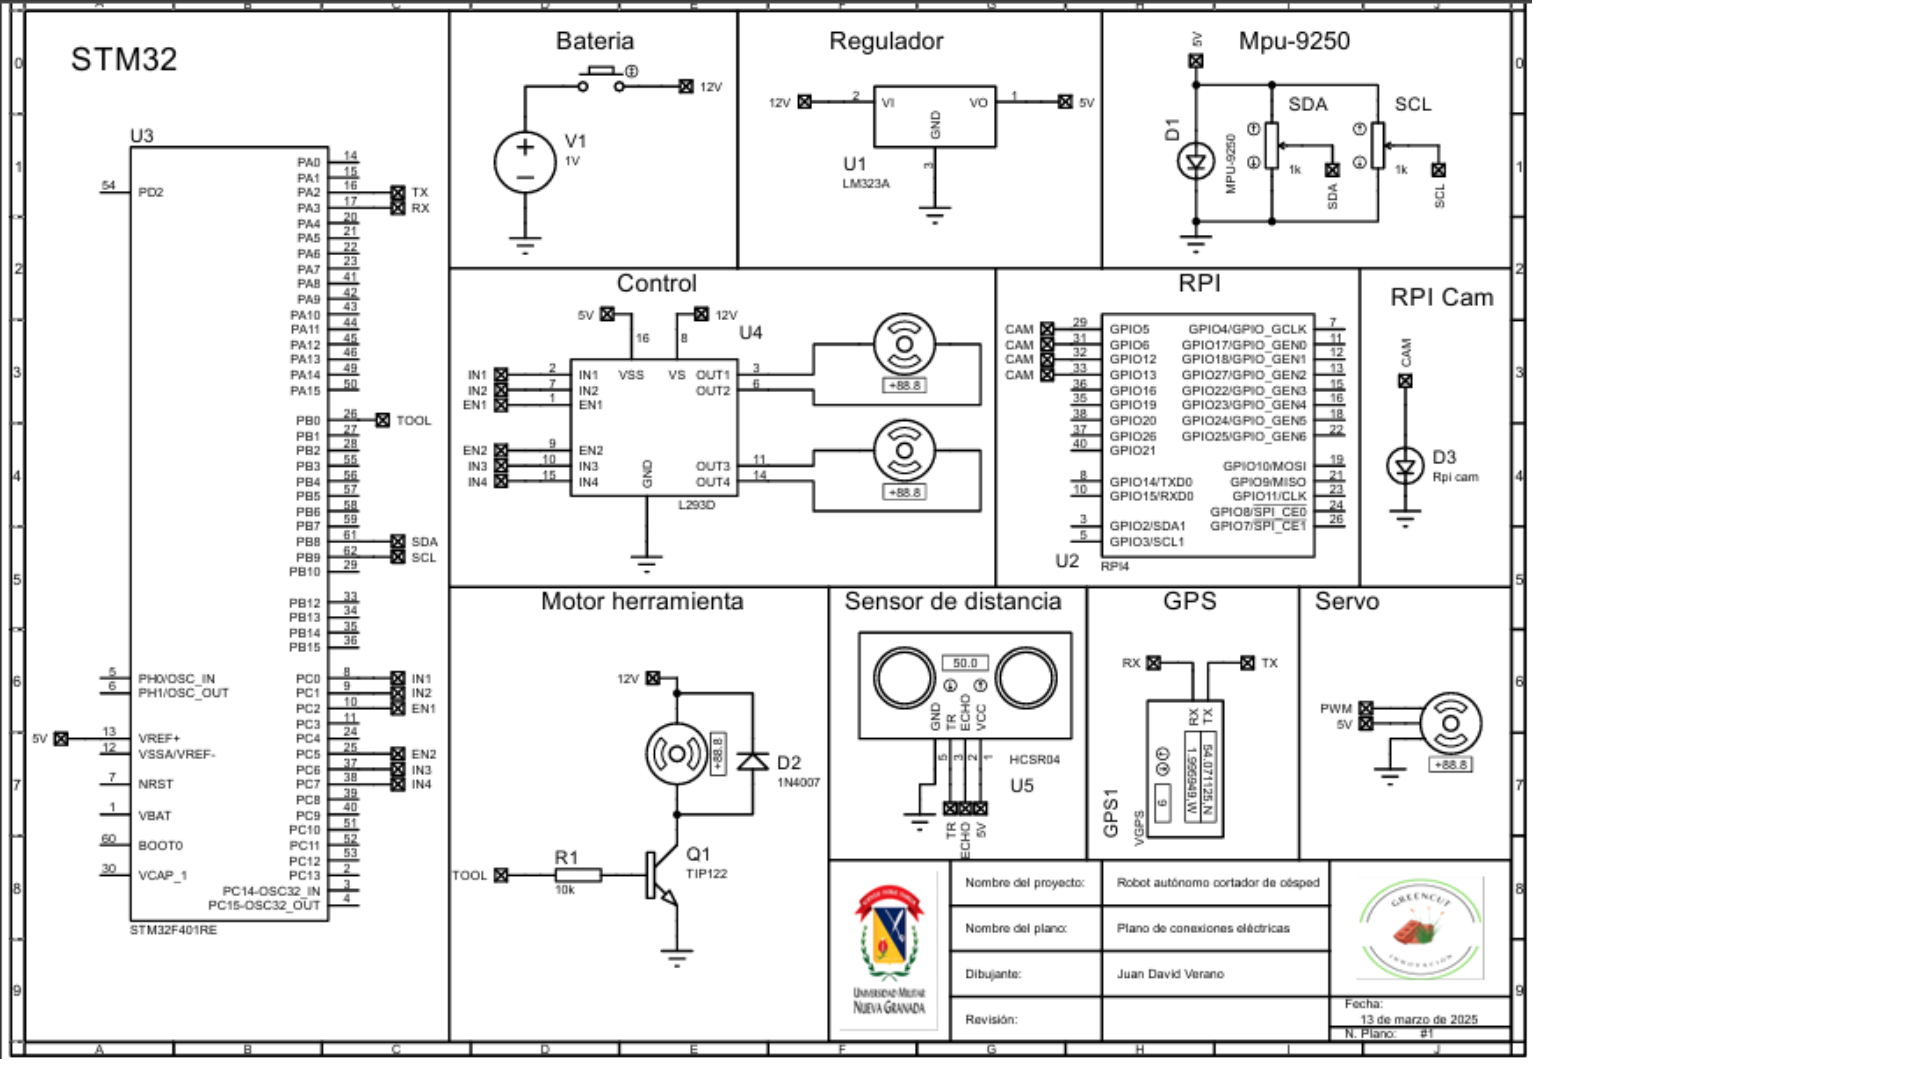 STM32
U3
54 PD2
PA0 14
PA1 15
PA2 16 TX
PA3 17 RX
PA4 20
PA5 21
PA6 22
PA7 23
PA8 41
PA9 42
PA10 43
PA11 44
PA12 45
PA13 46
PA14 49
PA15 50
PB0 26 TOOL
PB1 27
PB2 28
PB3 55
PB4 56
PB5 57
PB6 58
PB7 59
PB8 61 SDA
PB9 62 SCL
PB10 29
PB12 33
PB13 34
PB14 35
PB15 36
5 PH0/OSC_IN PC0 8 IN1
6 PH1/OSC_OUT PC1 9 IN2
PC2 10 EN1
PC3 11
5V 13 VREF+ PC4 24
12 VSSA/VREF- PC5 25 EN2
PC6 37 IN3
7 NRST PC7 38 IN4
PC8 39
1 VBAT PC9 40
PC10 51
60 BOOT0 PC11 52
PC12 53
30 VCAP_1 PC13 2
PC14-OSC32_IN 3
PC15-OSC32_OUT 4
STM32F401RE
Bateria
12V
V1
1V
Regulador
12V 2 VI VO 1 5V
GND
3
U1
LM323A
Mpu-9250
5V
D1
MPU-9250
SDA
1k
SDA
SCL
1k
SCL
Control
5V 12V
16 8
U4
IN1 2 IN1 VSS VS OUT1 3
IN2 7 IN2 OUT2 6
EN1 1 EN1
EN2 9 EN2
IN3 10 IN3 GND OUT3 11
IN4 15 IN4 OUT4 14
L293D
+88.8
+88.8
RPI
CAM 29 GPIO5 GPIO4/GPIO_GCLK 7
CAM 31 GPIO6 GPIO17/GPIO_GEN0 11
CAM 32 GPIO12 GPIO18/GPIO_GEN1 12
CAM 33 GPIO13 GPIO27/GPIO_GEN2 13
36 GPIO16 GPIO22/GPIO_GEN3 15
35 GPIO19 GPIO23/GPIO_GEN4 16
38 GPIO20 GPIO24/GPIO_GEN5 18
37 GPIO26 GPIO25/GPIO_GEN6 22
40 GPIO21
GPIO10/MOSI 19
8 GPIO14/TXD0 GPIO9/MISO 21
10 GPIO15/RXD0 GPIO11/CLK 23
GPIO8/SPI_CE0 24
3 GPIO2/SDA1 GPIO7/SPI_CE1 26
5 GPIO3/SCL1
U2
RPI4
RPI Cam
CAM
D3
Rpi cam
Motor herramienta
12V
+88.8
D2
1N4007
TOOL
R1
10k
Q1
TIP122
Sensor de distancia
50.0
GND TR ECHO VCC
5 3 2 1
HCSR04
U5
TR ECHO 5V
GPS
RX TX
RX TX
54.071125,N
6
GPS1
VGPS
Servo
PWM
5V
+88.8
UNIVERSIDAD MILITAR
NUEVA GRANADA
Nombre del proyecto: Robot autónomo cortador de césped
Nombre del plano: Plano de conexiones eléctricas
Dibujante: Juan David Verano
Revisión:
GREENCUT
INNOVACIÓN
Fecha:
13 de marzo de 2025
N. Plano: #1
0 1 2 3 4 5 6 7 8 9
0 1 2 3 4 5 6 7 8 9
A B C D E F G H I J